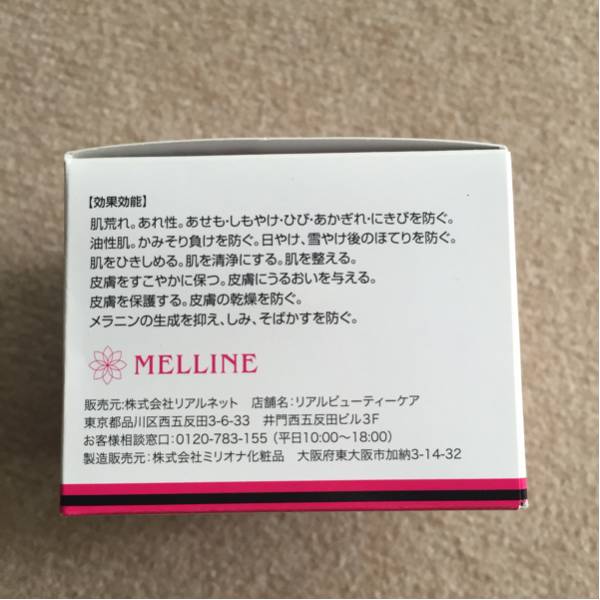 【効果効能】
肌荒れ。あれ性。あせも・しもやけ・ひび・あかぎれ・にきびを防ぐ。
油性肌。かみそり負けを防ぐ。日やけ、雪やけ後のほてりを防ぐ。
肌をひきしめる。肌を清浄にする。肌を整える。
皮膚をすこやかに保つ。皮膚にうるおいを与える。
皮膚を保護する。皮膚の乾燥を防ぐ。
メラニンの生成を抑え、しみ、そばかすを防ぐ。
MELLINE
販売元:株式会社リアルネット　店舗名:リアルビューティーケア
東京都品川区西五反田3-6-33　井門西五反田ビル3F
お客様相談窓口:0120-783-155（平日10:00〜18:00）
製造販売元:株式会社ミリオナ化粧品　大阪府東大阪市加納3-14-32